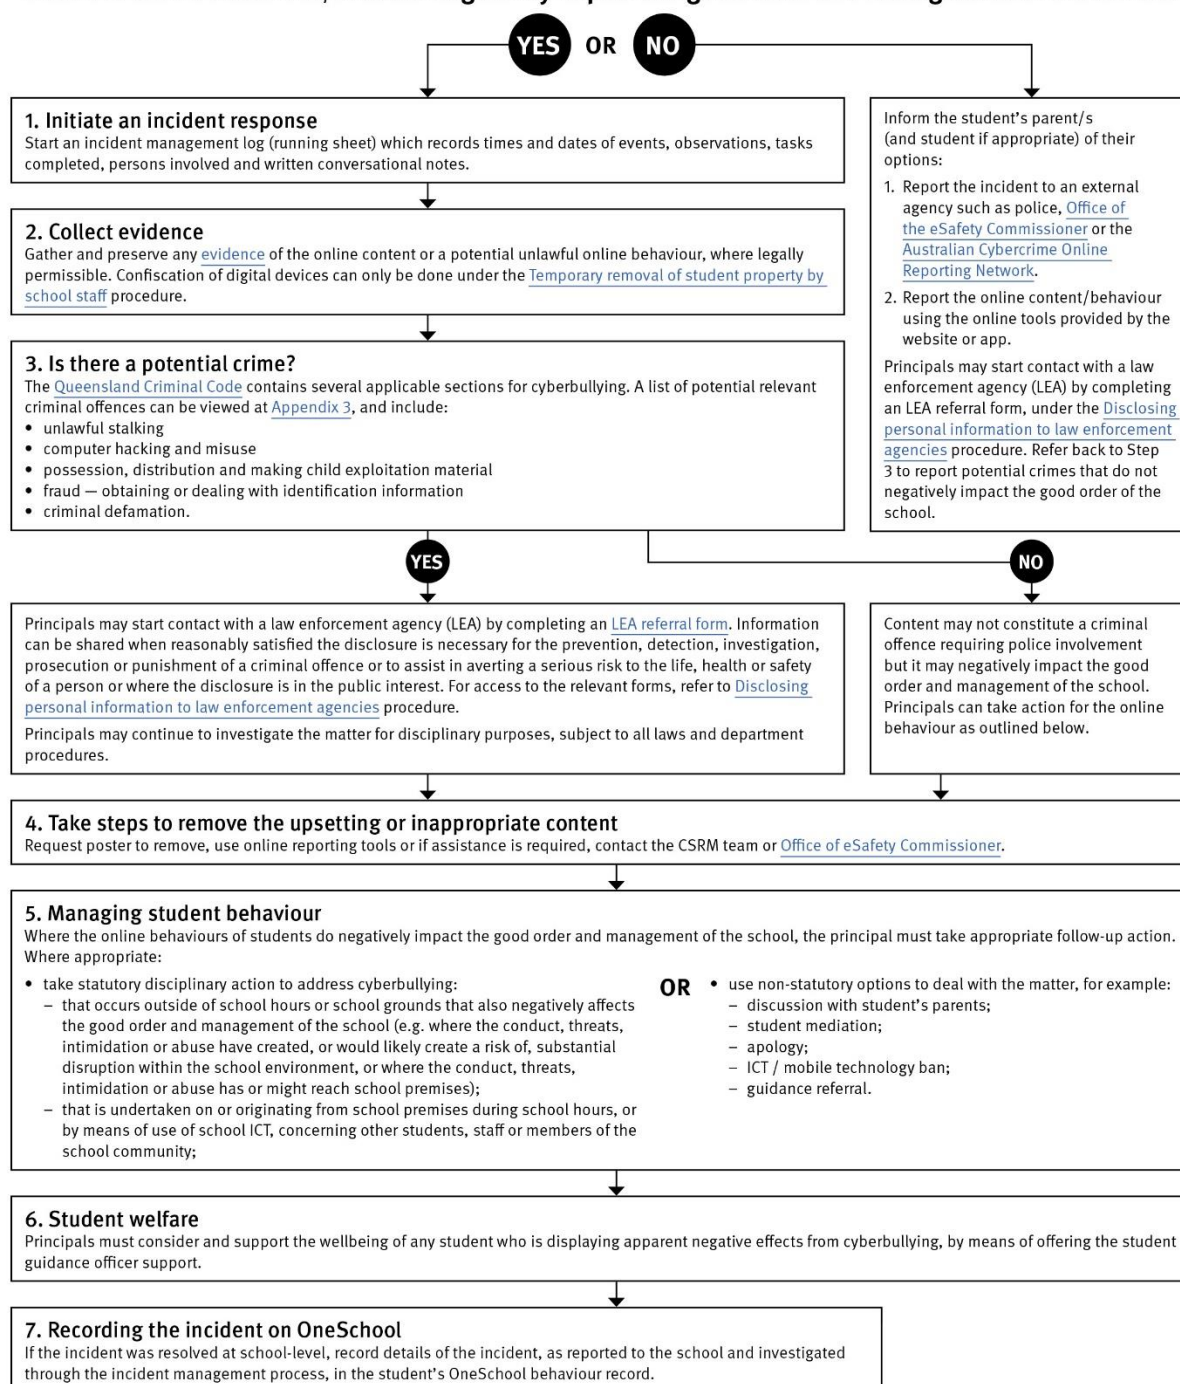 YES OR NO
1. Initiate an incident response
Start an incident management log (running sheet) which records times and dates of events, observations, tasks
completed, persons involved and written conversational notes.
2. Collect evidence
Gather and preserve any evidence of the online content or a potential unlawful online behaviour, where legally
permissible. Confiscation of digital devices can only be done under the Temporary removal of student property by
school staff procedure.
3. Is there a potential crime?
The Queensland Criminal Code contains several applicable sections for cyberbullying. A list of potential relevant
criminal offences can be viewed at Appendix 3, and include:
• unlawful stalking
• computer hacking and misuse
• possession, distribution and making child exploitation material
• fraud — obtaining or dealing with identification information
• criminal defamation.
Inform the student's parent/s
(and student if appropriate) of their
options:
1. Report the incident to an external
agency such as police, Office of
the eSafety Commissioner or the
Australian Cybercrime Online
Reporting Network.
2. Report the online content/behaviour
using the online tools provided by the
website or app.
Principals may start contact with a law
enforcement agency (LEA) by completing
an LEA referral form, under the Disclosing
personal information to law enforcement
agencies procedure. Refer back to Step
3 to report potential crimes that do not
negatively impact the good order of the
school.
YES
NO
Principals may start contact with a law enforcement agency (LEA) by completing an LEA referral form. Information
can be shared when reasonably satisfied the disclosure is necessary for the prevention, detection, investigation,
prosecution or punishment of a criminal offence or to assist in averting a serious risk to the life, health or safety
of a person or where the disclosure is in the public interest. For access to the relevant forms, refer to Disclosing
personal information to law enforcement agencies procedure.
Principals may continue to investigate the matter for disciplinary purposes, subject to all laws and department
procedures.
Content may not constitute a criminal
offence requiring police involvement
but it may negatively impact the good
order and management of the school.
Principals can take action for the online
behaviour as outlined below.
4. Take steps to remove the upsetting or inappropriate content
Request poster to remove, use online reporting tools or if assistance is required, contact the CSRM team or Office of eSafety Commissioner.
5. Managing student behaviour
Where the online behaviours of students do negatively impact the good order and management of the school, the principal must take appropriate follow-up action.
Where appropriate:
• take statutory disciplinary action to address cyberbullying:
– that occurs outside of school hours or school grounds that also negatively affects
the good order and management of the school (e.g. where the conduct, threats,
intimidation or abuse have created, or would likely create a risk of, substantial
disruption within the school environment, or where the conduct, threats,
intimidation or abuse has or might reach school premises);
– that is undertaken on or originating from school premises during school hours, or
by means of use of school ICT, concerning other students, staff or members of the
school community;
OR
• use non-statutory options to deal with the matter, for example:
– discussion with student's parents;
– student mediation;
– apology;
– ICT / mobile technology ban;
– guidance referral.
6. Student welfare
Principals must consider and support the wellbeing of any student who is displaying apparent negative effects from cyberbullying, by means of offering the student
guidance officer support.
7. Recording the incident on OneSchool
If the incident was resolved at school-level, record details of the incident, as reported to the school and investigated
through the incident management process, in the student's OneSchool behaviour record.